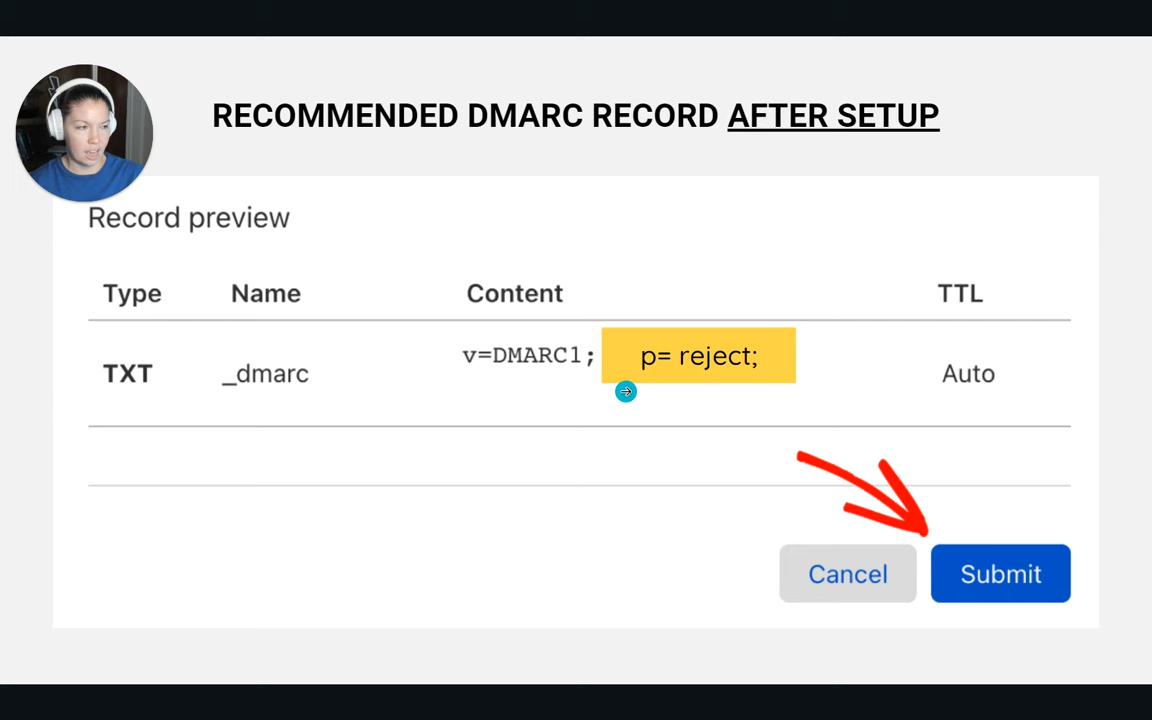 RECOMMENDED DMARC RECORD AFTER SETUP
Record preview
Type Name Content TTL
v=DMARC1; p= reject;
TXT _dmarc Auto
Cancel Submit